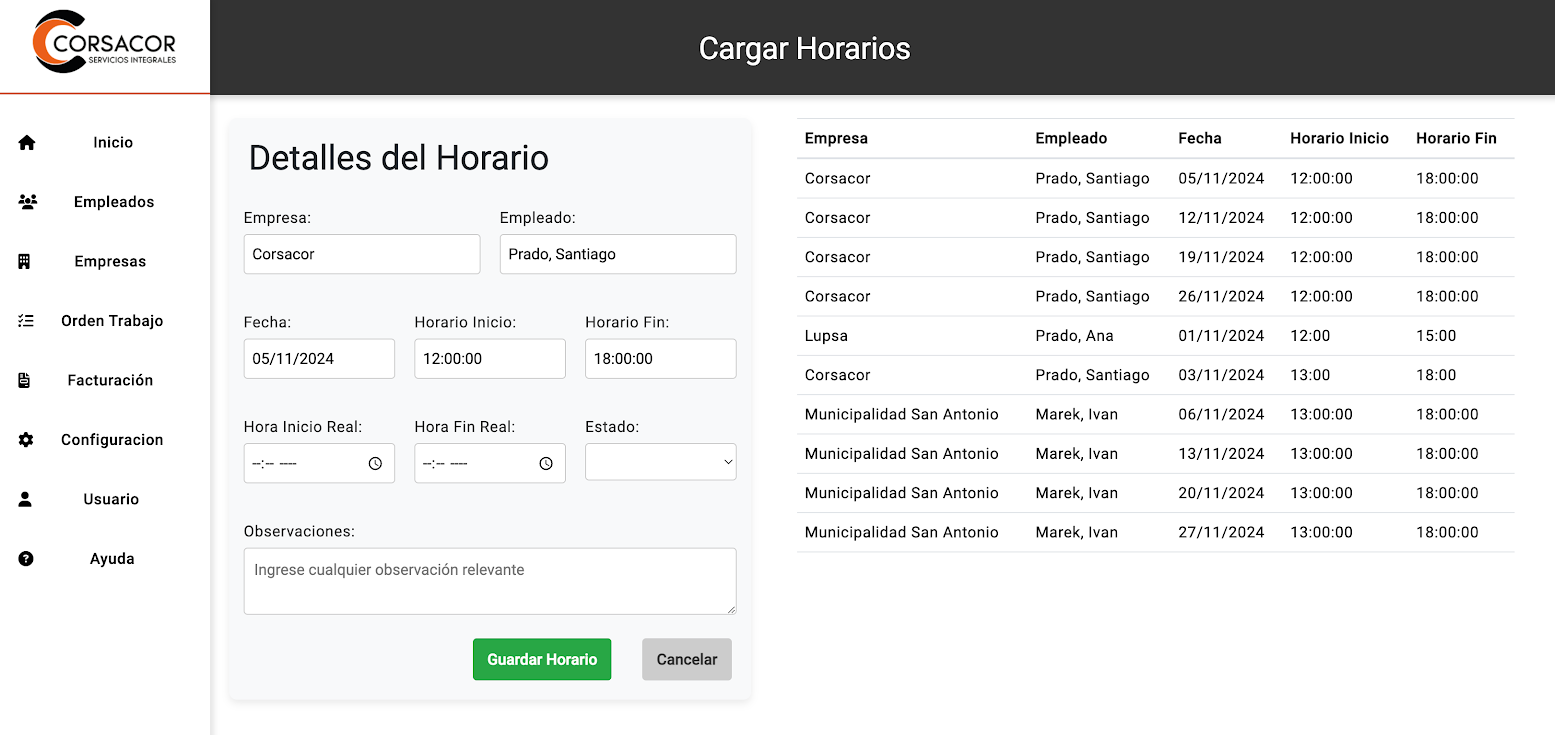 CORSACOR
SERVICIOS INTEGRALES
Cargar Horarios
Inicio
Empleados
Empresas
Orden Trabajo
Facturación
Configuracion
Usuario
Ayuda
Detalles del Horario
Empresa: Empleado:
Corsacor Prado, Santiago
Fecha: Horario Inicio: Horario Fin:
05/11/2024 12:00:00 18:00:00
Hora Inicio Real: Hora Fin Real: Estado:
--:-- ---- --:-- ----
Observaciones:
Ingrese cualquier observación relevante
Guardar Horario Cancelar
Empresa Empleado Fecha Horario Inicio Horario Fin
Corsacor Prado, Santiago 05/11/2024 12:00:00 18:00:00
Corsacor Prado, Santiago 12/11/2024 12:00:00 18:00:00
Corsacor Prado, Santiago 19/11/2024 12:00:00 18:00:00
Corsacor Prado, Santiago 26/11/2024 12:00:00 18:00:00
Lupsa Prado, Ana 01/11/2024 12:00 15:00
Corsacor Prado, Santiago 03/11/2024 13:00 18:00
Municipalidad San Antonio Marek, Ivan 06/11/2024 13:00:00 18:00:00
Municipalidad San Antonio Marek, Ivan 13/11/2024 13:00:00 18:00:00
Municipalidad San Antonio Marek, Ivan 20/11/2024 13:00:00 18:00:00
Municipalidad San Antonio Marek, Ivan 27/11/2024 13:00:00 18:00:00